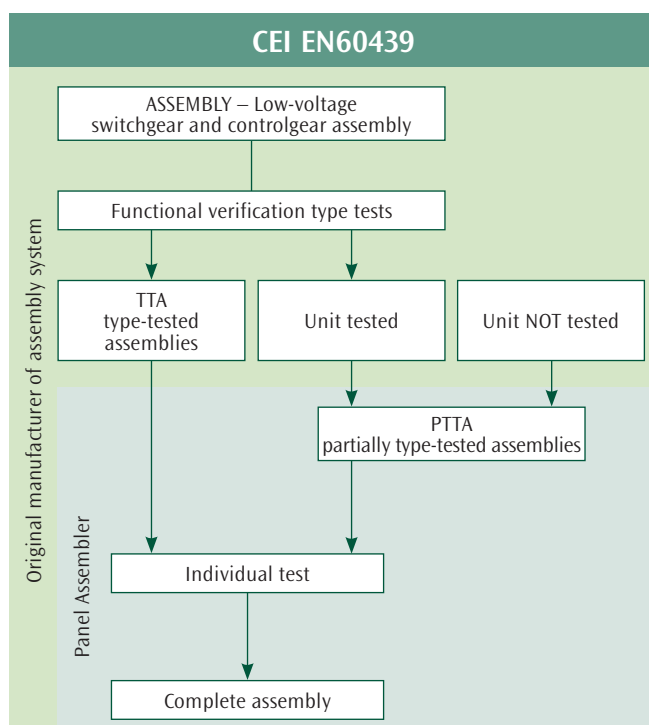 CEI EN60439
ASSEMBLY – Low-voltage
switchgear and controlgear assembly
Functional verification type tests
TTA
type-tested
assemblies
Unit tested
Unit NOT tested
PTTA
partially type-tested assemblies
Individual test
Complete assembly
Original manufacturer of assembly system
Panel Assembler